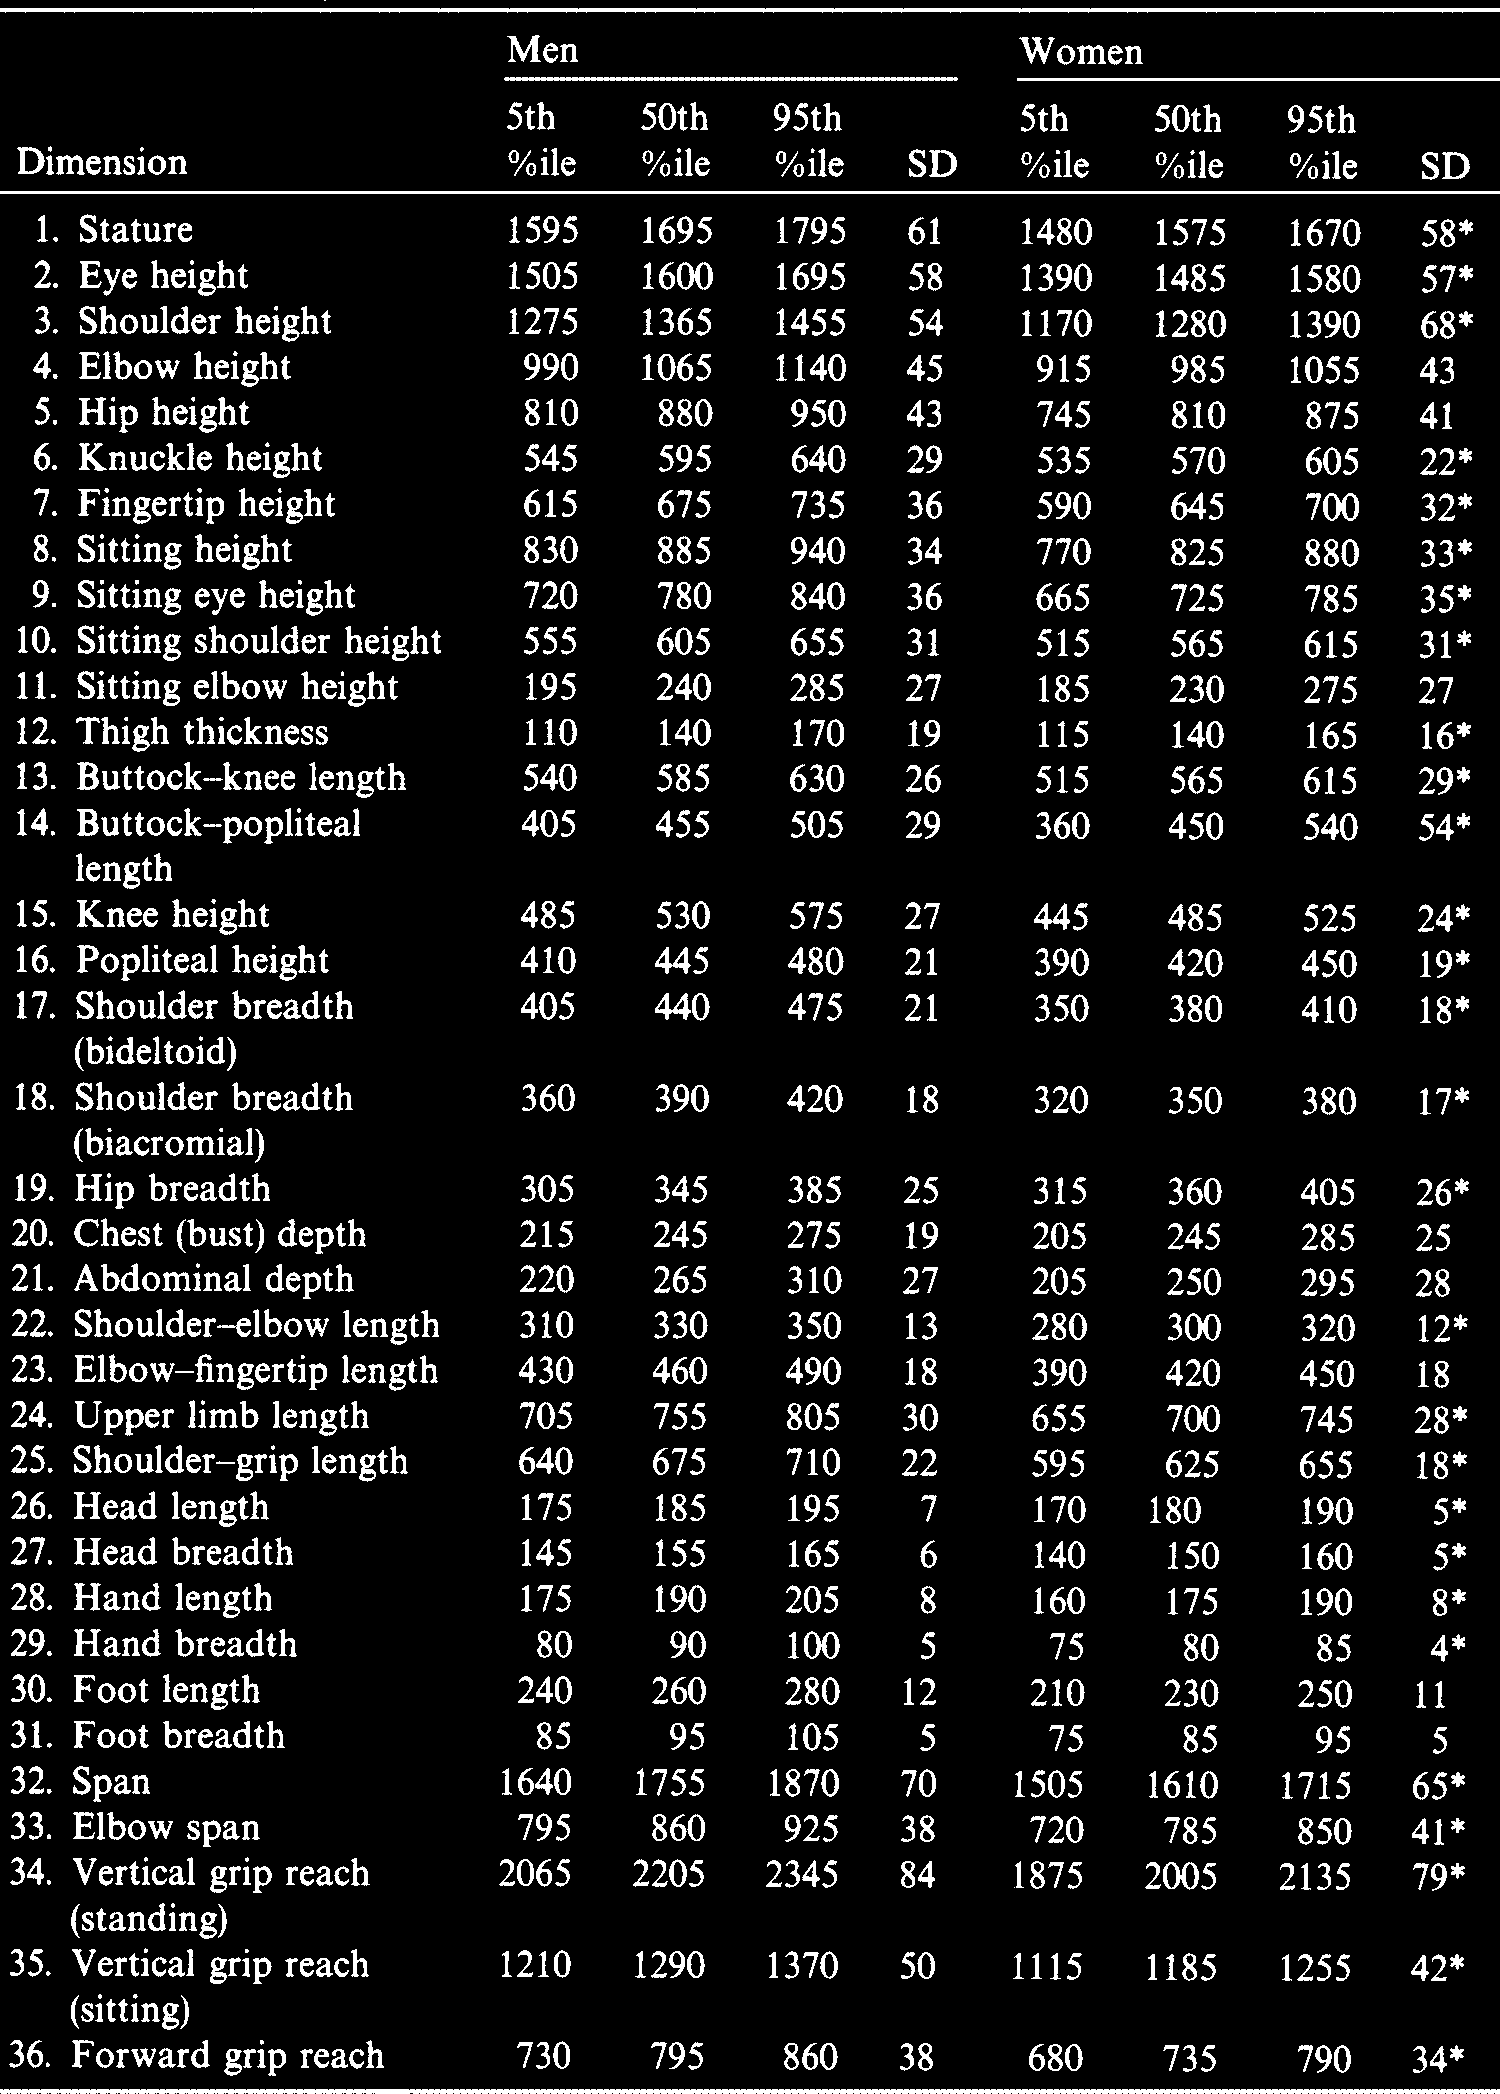 Men Women
5th 50th 95th 5th 50th 95th
Dimension %ile %ile %ile SD %ile %ile %ile SD
1. Stature 1595 1695 1795 61 1480 1575 1670 58*
2. Eye height 1505 1600 1695 58 1390 1485 1580 57*
3. Shoulder height 1275 1365 1455 54 1170 1280 1390 68*
4. Elbow height 990 1065 1140 45 915 985 1055 43
5. Hip height 810 880 950 43 745 810 875 41
6. Knuckle height 545 595 640 29 535 570 605 22*
7. Fingertip height 615 675 735 36 590 645 700 32*
8. Sitting height 830 885 940 34 770 825 880 33*
9. Sitting eye height 720 780 840 36 665 725 785 35*
10. Sitting shoulder height 555 605 655 31 515 565 615 31*
11. Sitting elbow height 195 240 285 27 185 230 275 27
12. Thigh thickness 110 140 170 19 115 140 165 16*
13. Buttock–knee length 540 585 630 26 515 565 615 29*
14. Buttock–popliteal 405 455 505 29 360 450 540 54*
length
15. Knee height 485 530 575 27 445 485 525 24*
16. Popliteal height 410 445 480 21 390 420 450 19*
17. Shoulder breadth 405 440 475 21 350 380 410 18*
(bideltoid)
18. Shoulder breadth 360 390 420 18 320 350 380 17*
(biacromial)
19. Hip breadth 305 345 385 25 315 360 405 26*
20. Chest (bust) depth 215 245 275 19 205 245 285 25
21. Abdominal depth 220 265 310 27 205 250 295 28
22. Shoulder–elbow length 310 330 350 13 280 300 320 12*
23. Elbow–fingertip length 430 460 490 18 390 420 450 18
24. Upper limb length 705 755 805 30 655 700 745 28*
25. Shoulder–grip length 640 675 710 22 595 625 655 18*
26. Head length 175 185 195 7 170 180 190 5*
27. Head breadth 145 155 165 6 140 150 160 5*
28. Hand length 175 190 205 8 160 175 190 8*
29. Hand breadth 80 90 100 5 75 80 85 4*
30. Foot length 240 260 280 12 210 230 250 11
31. Foot breadth 85 95 105 5 75 85 95 5
32. Span 1640 1755 1870 70 1505 1610 1715 65*
33. Elbow span 795 860 925 38 720 785 850 41*
34. Vertical grip reach 2065 2205 2345 84 1875 2005 2135 79*
(standing)
35. Vertical grip reach 1210 1290 1370 50 1115 1185 1255 42*
(sitting)
36. Forward grip reach 730 795 860 38 680 735 790 34*